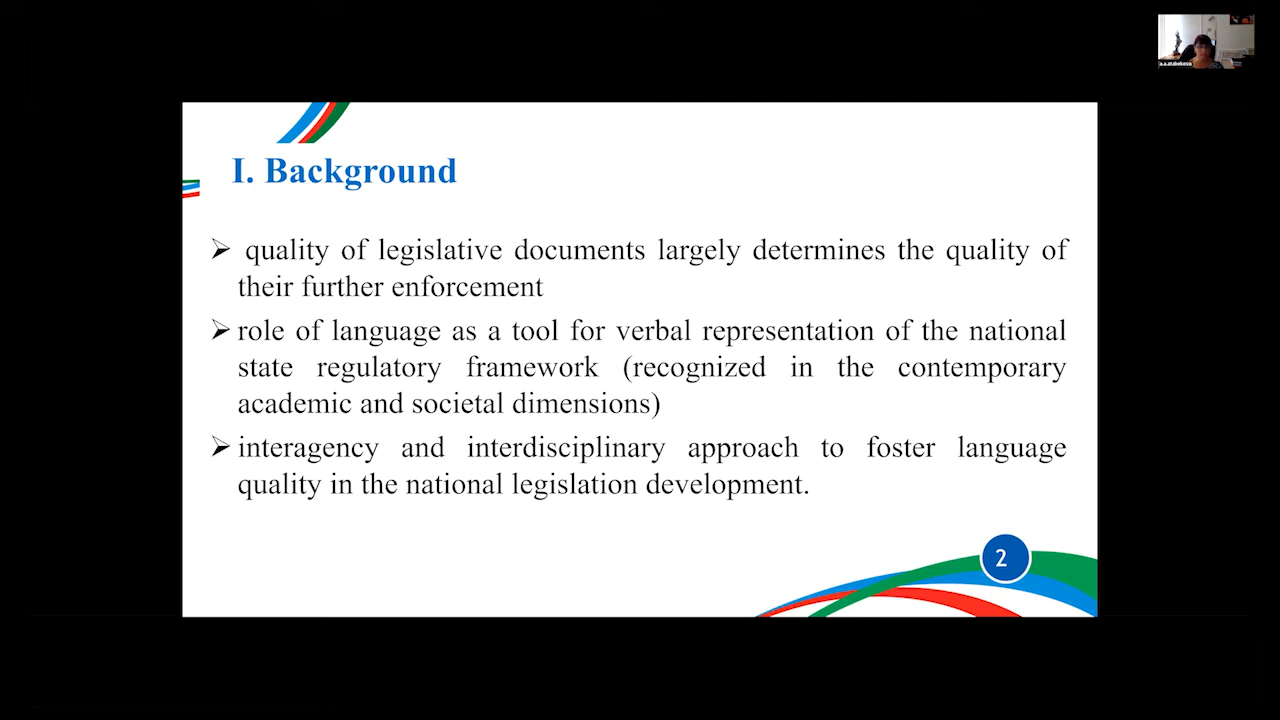 a.a.atabekova
I. Background
➢ quality of legislative documents largely determines the quality of
their further enforcement
➢ role of language as a tool for verbal representation of the national
state regulatory framework (recognized in the contemporary
academic and societal dimensions)
➢ interagency and interdisciplinary approach to foster language
quality in the national legislation development.
2